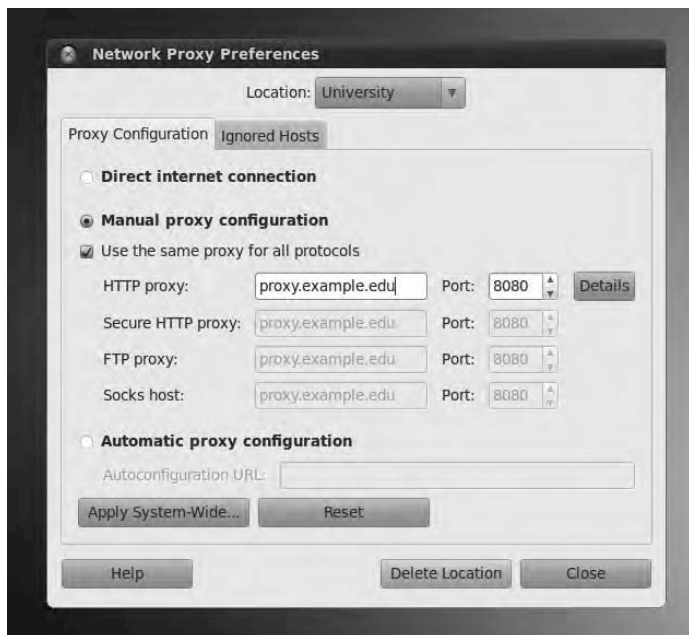 Network Proxy Preferences
Location: University
Proxy Configuration Ignored Hosts
Direct internet connection
Manual proxy configuration
Use the same proxy for all protocols
HTTP proxy: proxy.example.edu Port: 8080 Details
Secure HTTP proxy: proxy.example.edu Port: 8080
FTP proxy: proxy.example.edu Port: 8080
Socks host: proxy.example.edu Port: 8080
Automatic proxy configuration
Autoconfiguration URL:
Apply System-Wide... Reset
Help Delete Location Close